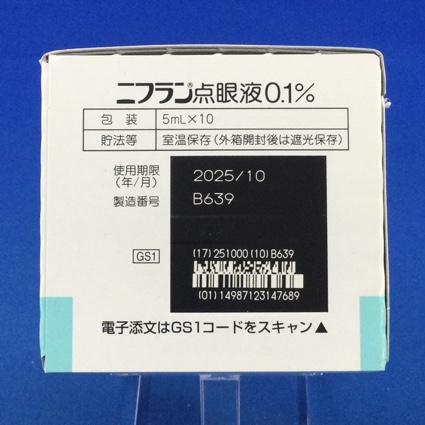 ニフラン®点眼液0.1%
包装 5mL×10
貯法等 室温保存(外箱開封後は遮光保存)
使用期限 2025/10
(年/月)
製造番号 B639
GS1
(17)251000(10)B639
(01)14987123147689
電子添文はGS1コードをスキャン▲